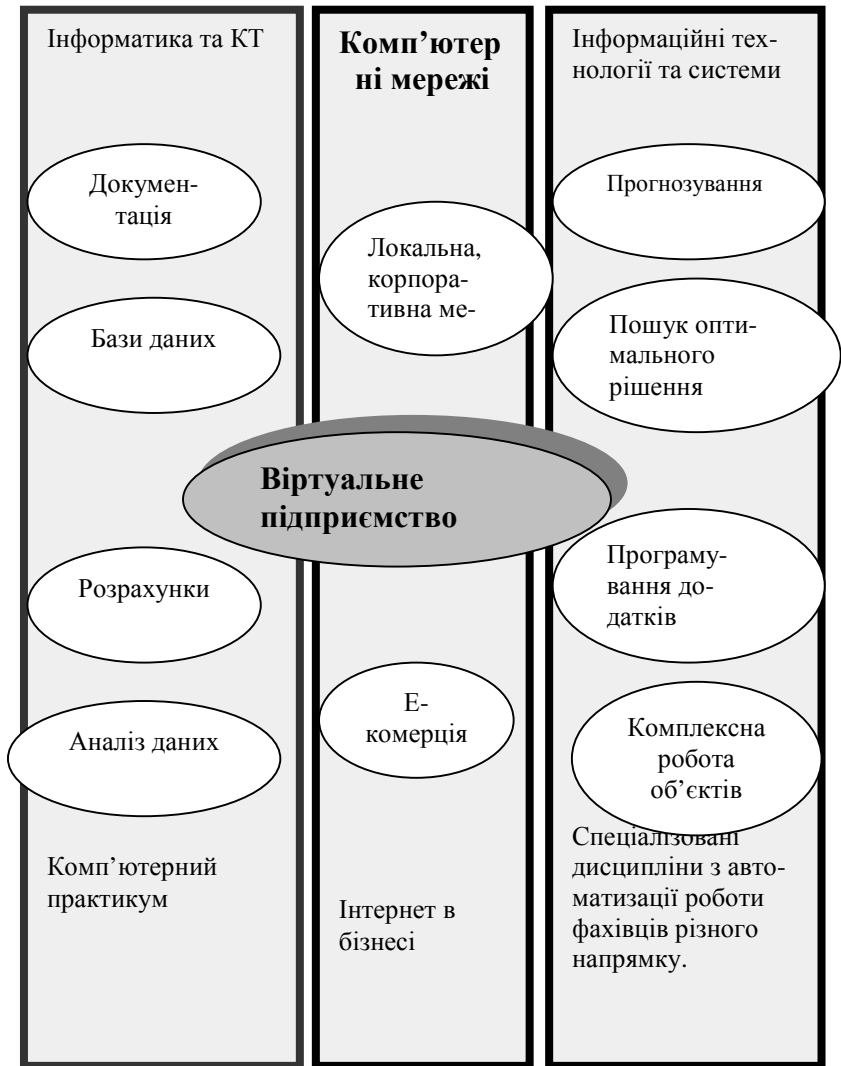 Інформатика та КТ
Докумен-
тація
Бази даних
Розрахунки
Аналіз даних
Комп’ютерний
практикум
Комп’ютер
ні мережі
Локальна,
корпора-
тивна ме-
Віртуальне
підприємство
Е-
комерція
Інтернет в
бізнесі
Інформаційні тех-
нології та системи
Прогнозування
Пошук опти-
мального
рішення
Програму-
вання до-
датків
Комплексна
робота
об’єктів
Спеціалізовані
дисципліни з авто-
матизації роботи
фахівців різного
напрямку.